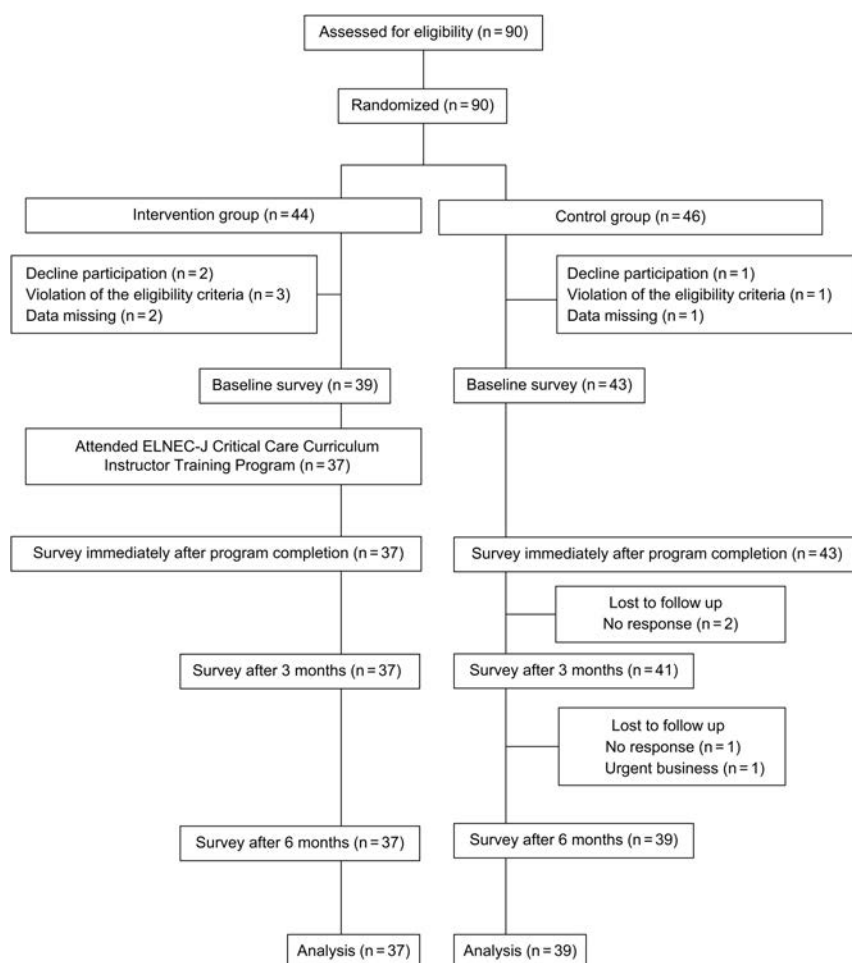 Assessed for eligibility (n = 90)
Randomized (n = 90)
Intervention group (n = 44)
Control group (n = 46)
Decline participation (n = 2)
Violation of the eligibility criteria (n = 3)
Data missing (n = 2)
Decline participation (n = 1)
Violation of the eligibility criteria (n = 1)
Data missing (n = 1)
Baseline survey (n = 39)
Baseline survey (n = 43)
Attended ELNEC-J Critical Care Curriculum
Instructor Training Program (n = 37)
Survey immediately after program completion (n = 37)
Survey immediately after program completion (n = 43)
Lost to follow up
No response (n = 2)
Survey after 3 months (n = 37)
Survey after 3 months (n = 41)
Lost to follow up
No response (n = 1)
Urgent business (n = 1)
Survey after 6 months (n = 37)
Survey after 6 months (n = 39)
Analysis (n = 37)
Analysis (n = 39)